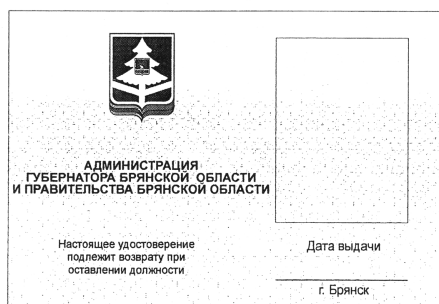 АДМИНИСТРАЦИЯ
ГУБЕРНАТОРА БРЯНСКОЙ ОБЛАСТИ
И ПРАВИТЕЛЬСТВА БРЯНСКОЙ ОБЛАСТИ
Настоящее удостоверение
подлежит возврату при
оставлении должности
Дата выдачи
г. Брянск